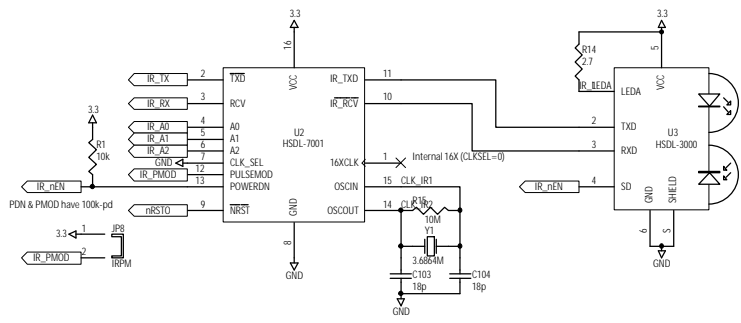 3.3
3.3
16
VCC
IR_TX
2
TXD
IR_TXD
11
R14
2.7
5
VCC
IR_LEDA
LEDA
IR_RX
3
RCV
IR_RCV
10
3.3
R1
10k
IR_A0
4
A0
IR_A1
5
A1
IR_A2
6
A2
GND
7
CLK_SEL
IR_PMOD
12
PULSEMOD
IR_nEN
13
POWERDN
U2
HSDL-7001
16XCLK
1
Internal 16X (CLKSEL=0)
2
TXD
3
RXD
U3
HSDL-3000
IR_nEN
4
SD
GND
SHIELD
6
S
GND
PDN & PMOD have 100k-pd
OSCIN
15
CLK_IR1
nRSTO
9
NRST
GND
8
GND
OSCOUT
14
CLK_IR2
R15
10M
Y1
3.6864M
C103
18p
C104
18p
GND
3.3
1
JP8
IR_PMOD
2
IRPM